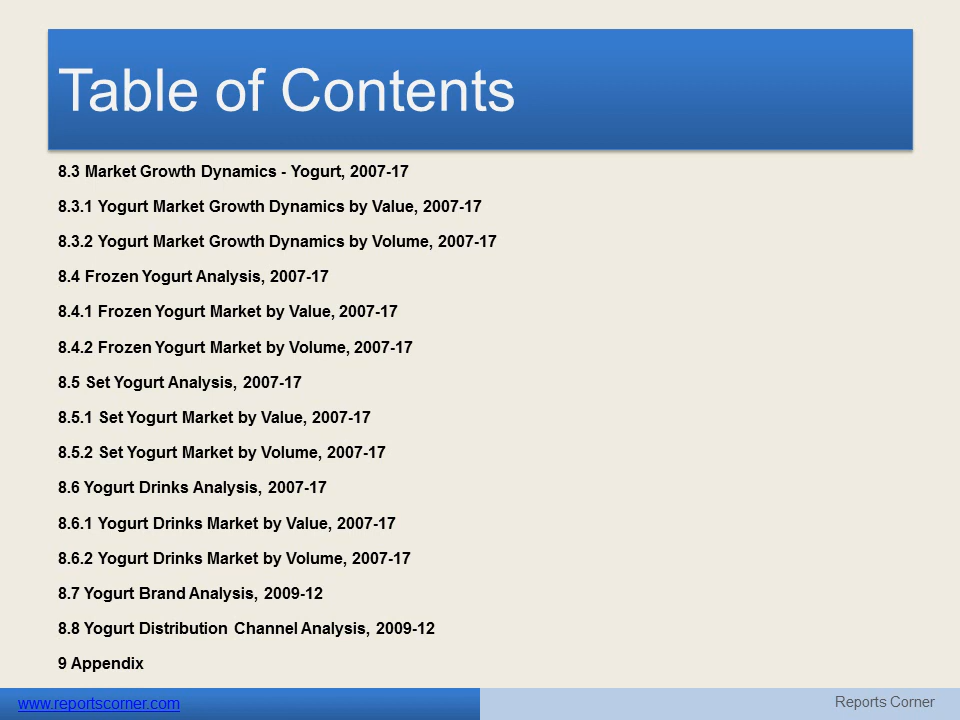 Table of Contents
8.3 Market Growth Dynamics - Yogurt, 2007-17
8.3.1 Yogurt Market Growth Dynamics by Value, 2007-17
8.3.2 Yogurt Market Growth Dynamics by Volume, 2007-17
8.4 Frozen Yogurt Analysis, 2007-17
8.4.1 Frozen Yogurt Market by Value, 2007-17
8.4.2 Frozen Yogurt Market by Volume, 2007-17
8.5 Set Yogurt Analysis, 2007-17
8.5.1 Set Yogurt Market by Value, 2007-17
8.5.2 Set Yogurt Market by Volume, 2007-17
8.6 Yogurt Drinks Analysis, 2007-17
8.6.1 Yogurt Drinks Market by Value, 2007-17
8.6.2 Yogurt Drinks Market by Volume, 2007-17
8.7 Yogurt Brand Analysis, 2009-12
8.8 Yogurt Distribution Channel Analysis, 2009-12
9 Appendix
www.reportscorner.com
Reports Corner